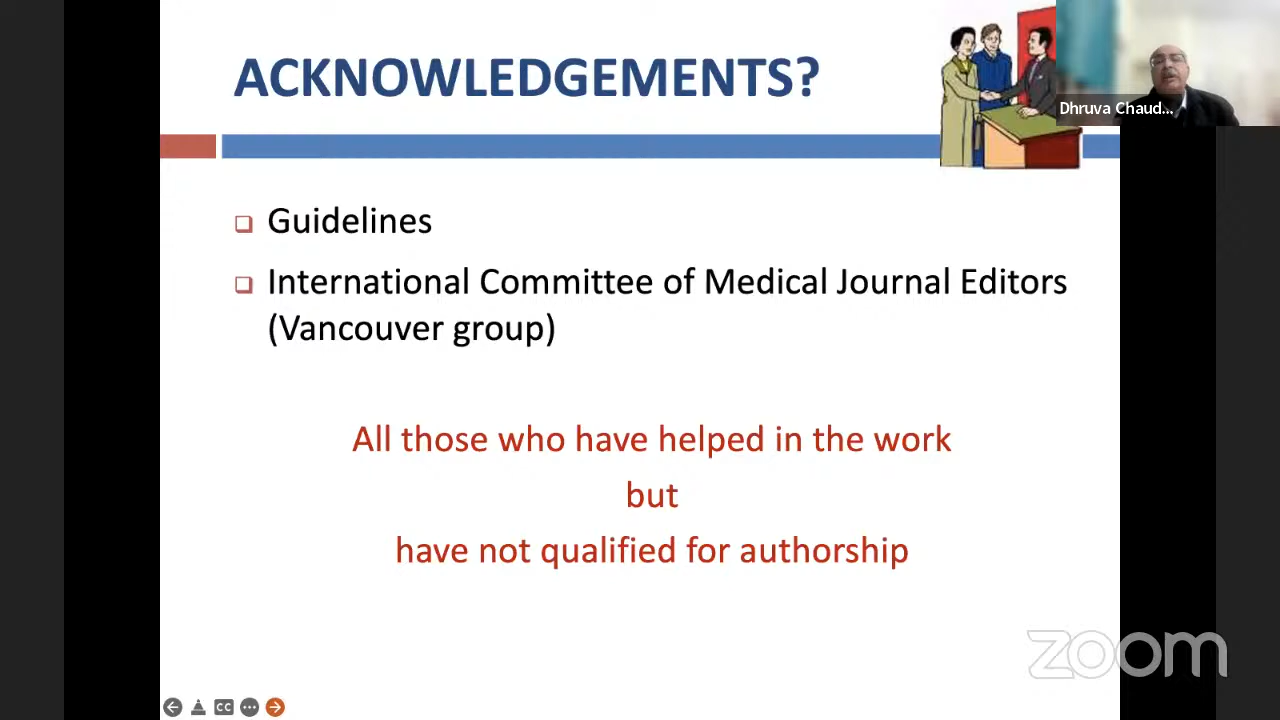 ACKNOWLEDGEMENTS?
Dhruva Chaud...
Guidelines
International Committee of Medical Journal Editors
(Vancouver group)
All those who have helped in the work
but
have not qualified for authorship
zoom
CC